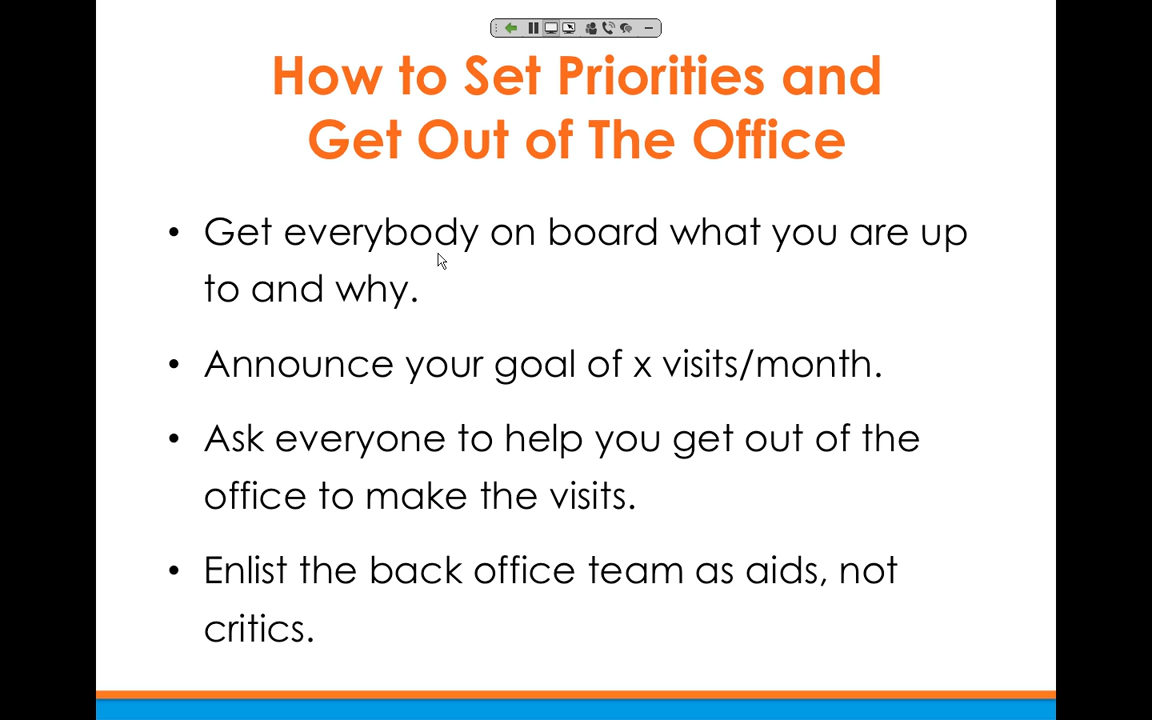 How to Set Priorities and
Get Out of The Office
• Get everybody on board what you are up
to and why.
• Announce your goal of x visits/month.
• Ask everyone to help you get out of the
office to make the visits.
• Enlist the back office team as aids, not
critics.